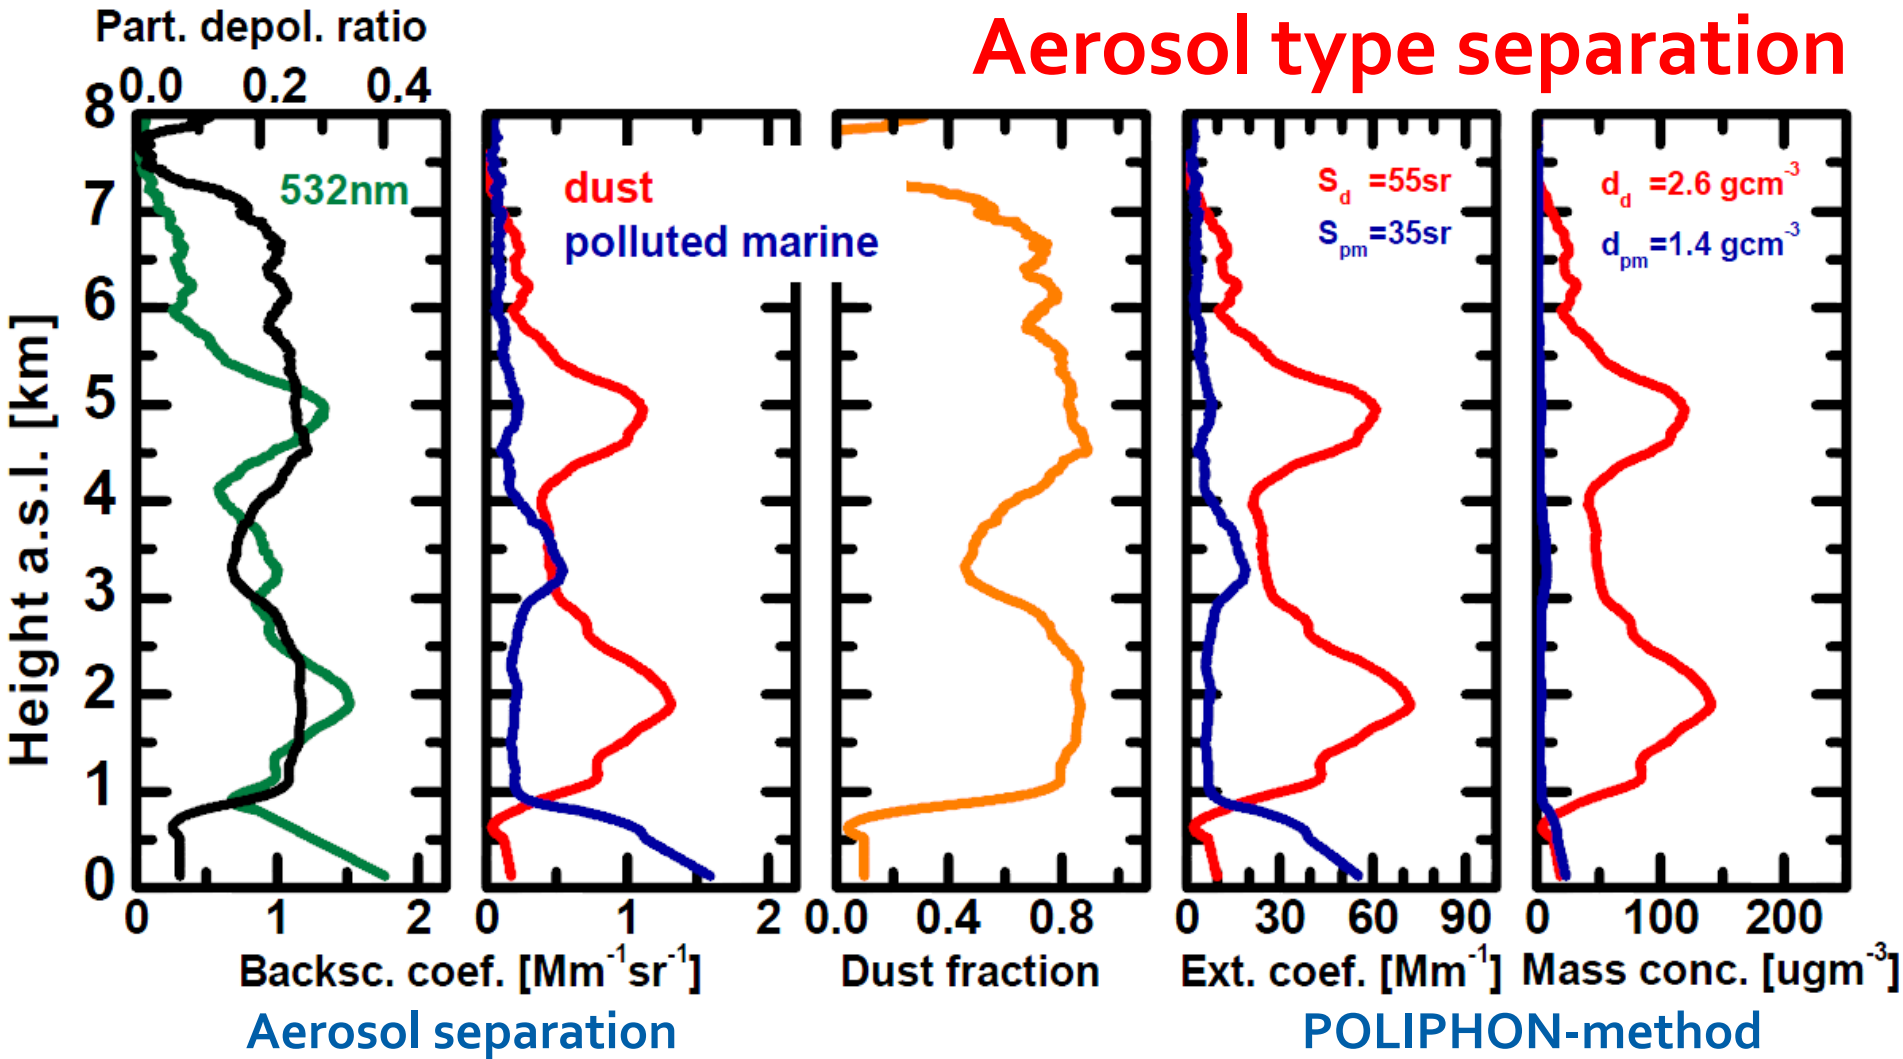 Aerosol type separation
Part. depol. ratio
0.0 0.2 0.4
532nm
dust
polluted marine
S_d =55sr
S_pm=35sr
d_d =2.6 gcm^-3
d_pm=1.4 gcm^-3
Height a.s.l. [km]
8
7
6
5
4
3
2
1
0
0 1 2
0 1 2
0.0 0.4 0.8
0 30 60 90
0 100 200
Backsc. coef. [Mm^-1sr^-1]
Dust fraction
Ext. coef. [Mm^-1]
Mass conc. [ugm^-3]
Aerosol separation
POLIPHON-method